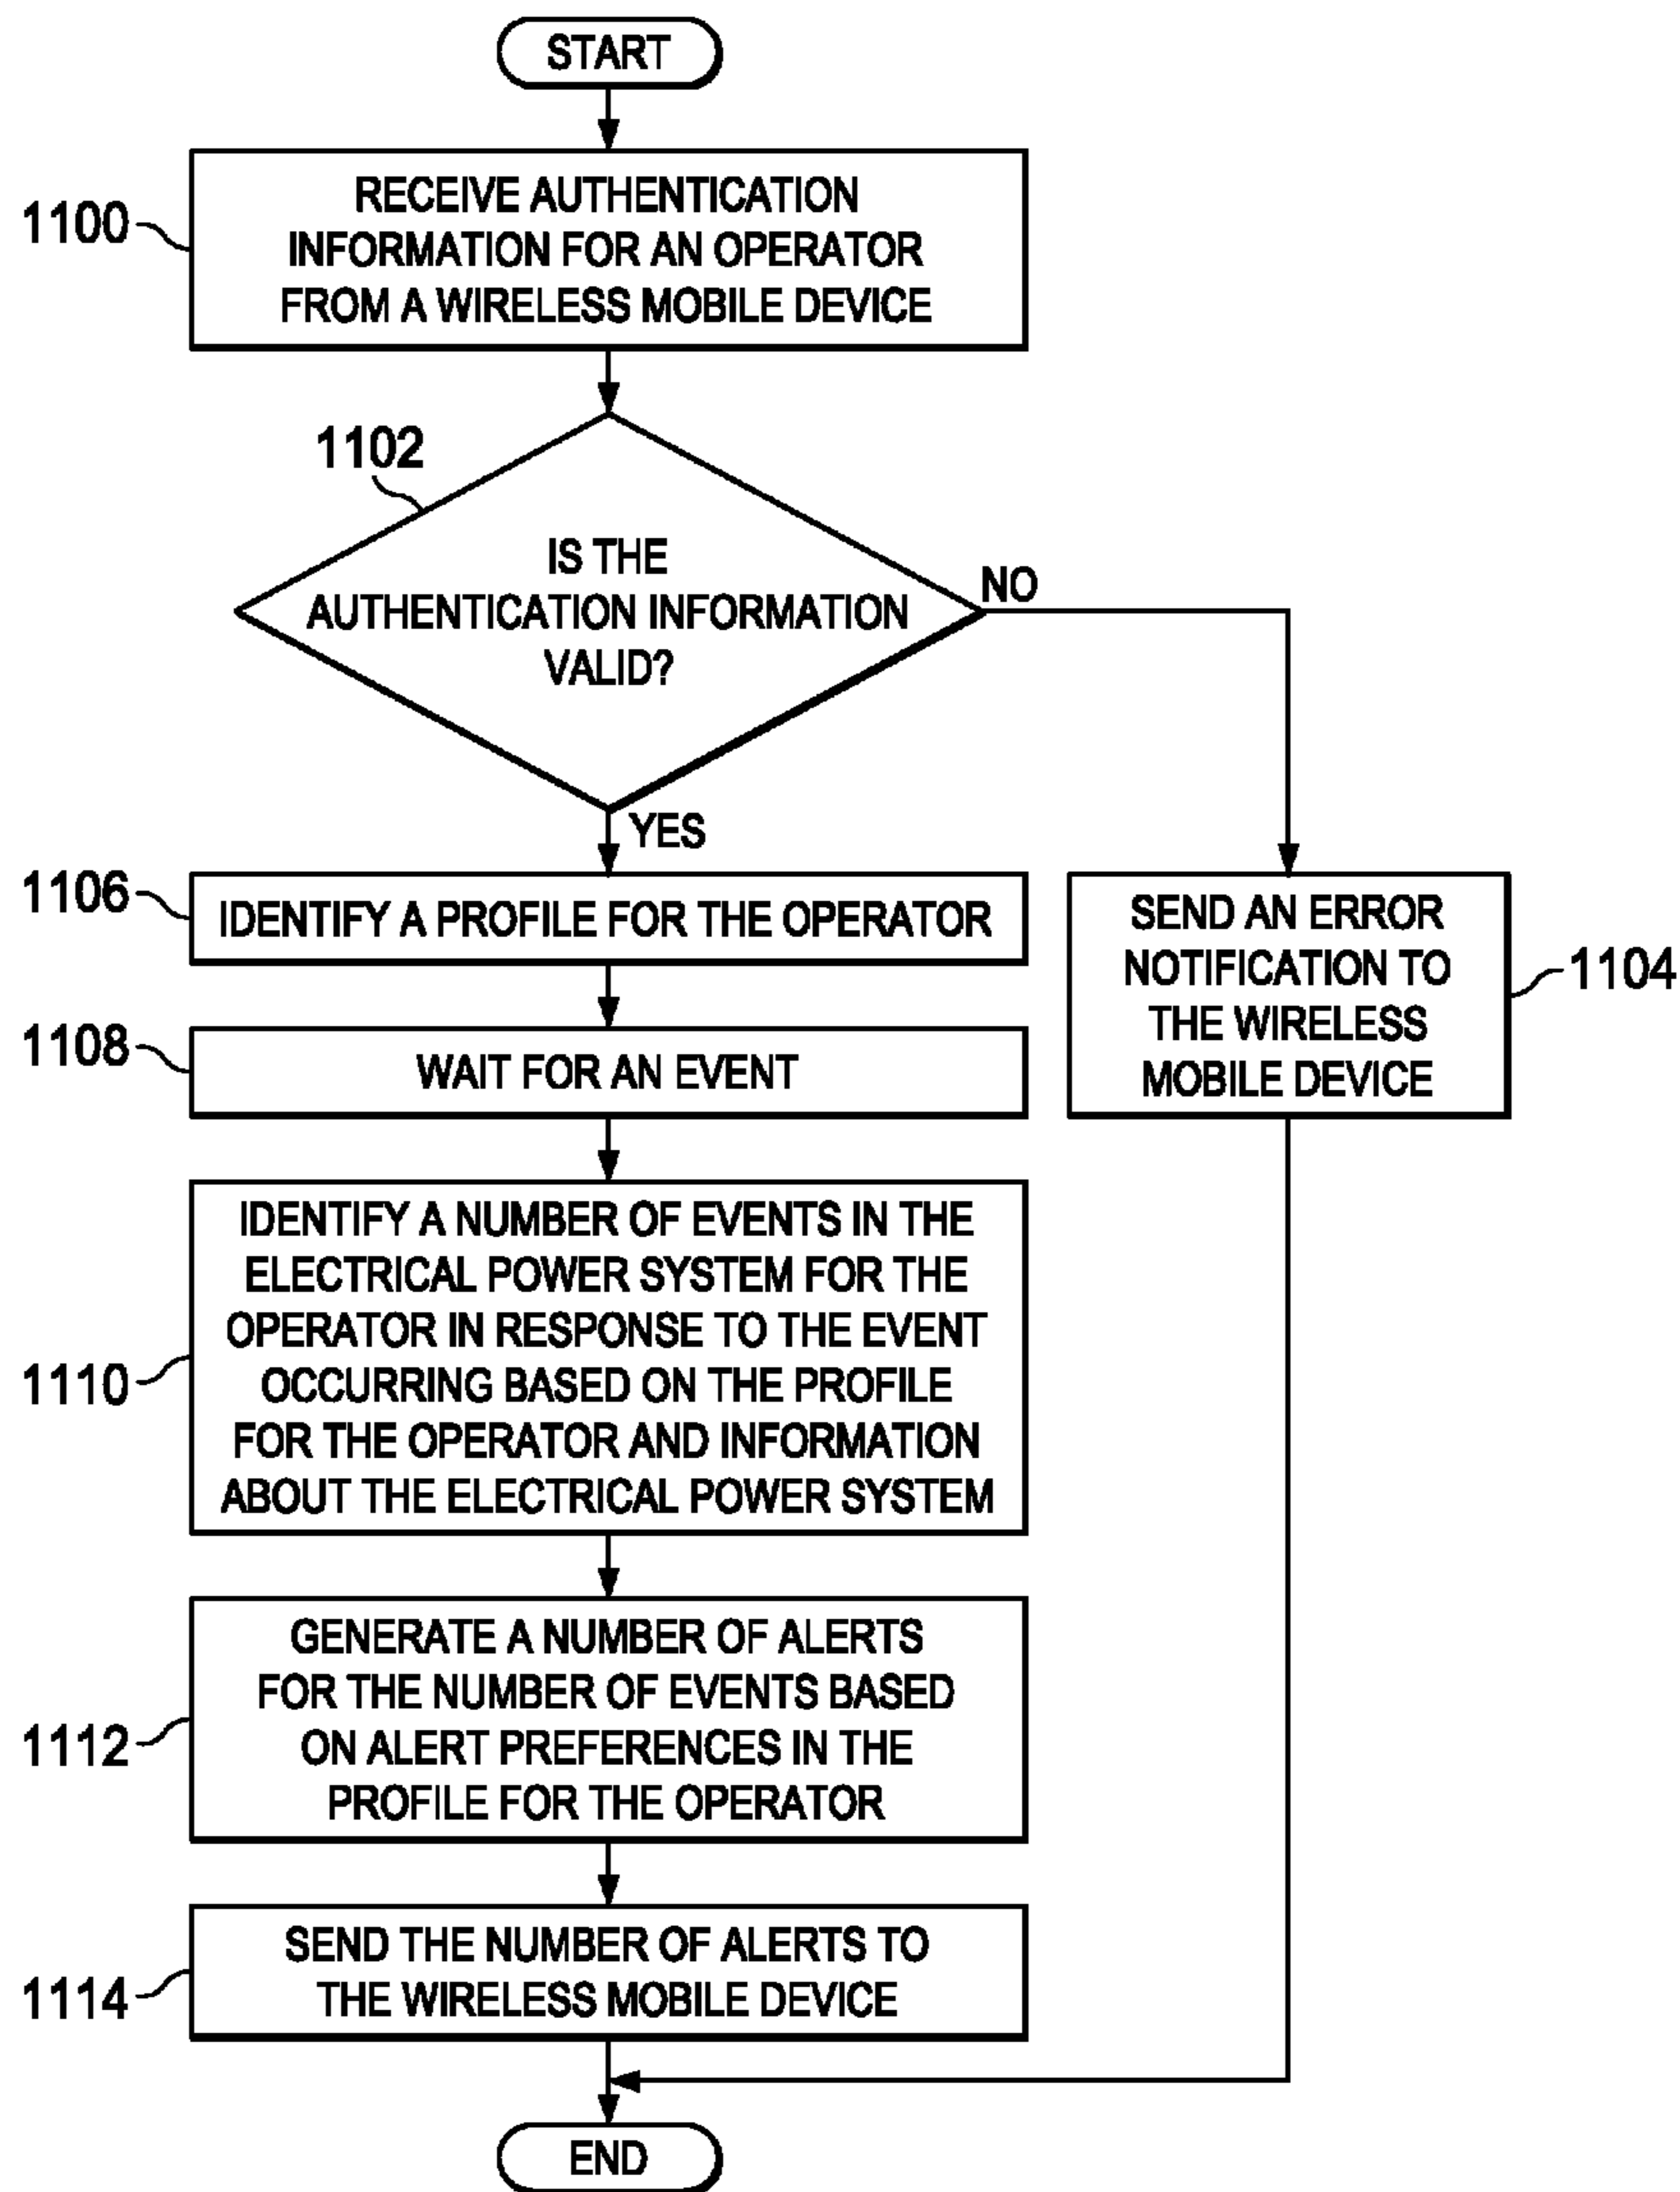 START
1100
RECEIVE AUTHENTICATION
INFORMATION FOR AN OPERATOR
FROM A WIRELESS MOBILE DEVICE
1102
IS THE
AUTHENTICATION INFORMATION
VALID?
NO
YES
1106
IDENTIFY A PROFILE FOR THE OPERATOR
SEND AN ERROR
NOTIFICATION TO
THE WIRELESS
MOBILE DEVICE
1104
1108
WAIT FOR AN EVENT
1110
IDENTIFY A NUMBER OF EVENTS IN THE
ELECTRICAL POWER SYSTEM FOR THE
OPERATOR IN RESPONSE TO THE EVENT
OCCURRING BASED ON THE PROFILE
FOR THE OPERATOR AND INFORMATION
ABOUT THE ELECTRICAL POWER SYSTEM
1112
GENERATE A NUMBER OF ALERTS
FOR THE NUMBER OF EVENTS BASED
ON ALERT PREFERENCES IN THE
PROFILE FOR THE OPERATOR
1114
SEND THE NUMBER OF ALERTS TO
THE WIRELESS MOBILE DEVICE
END